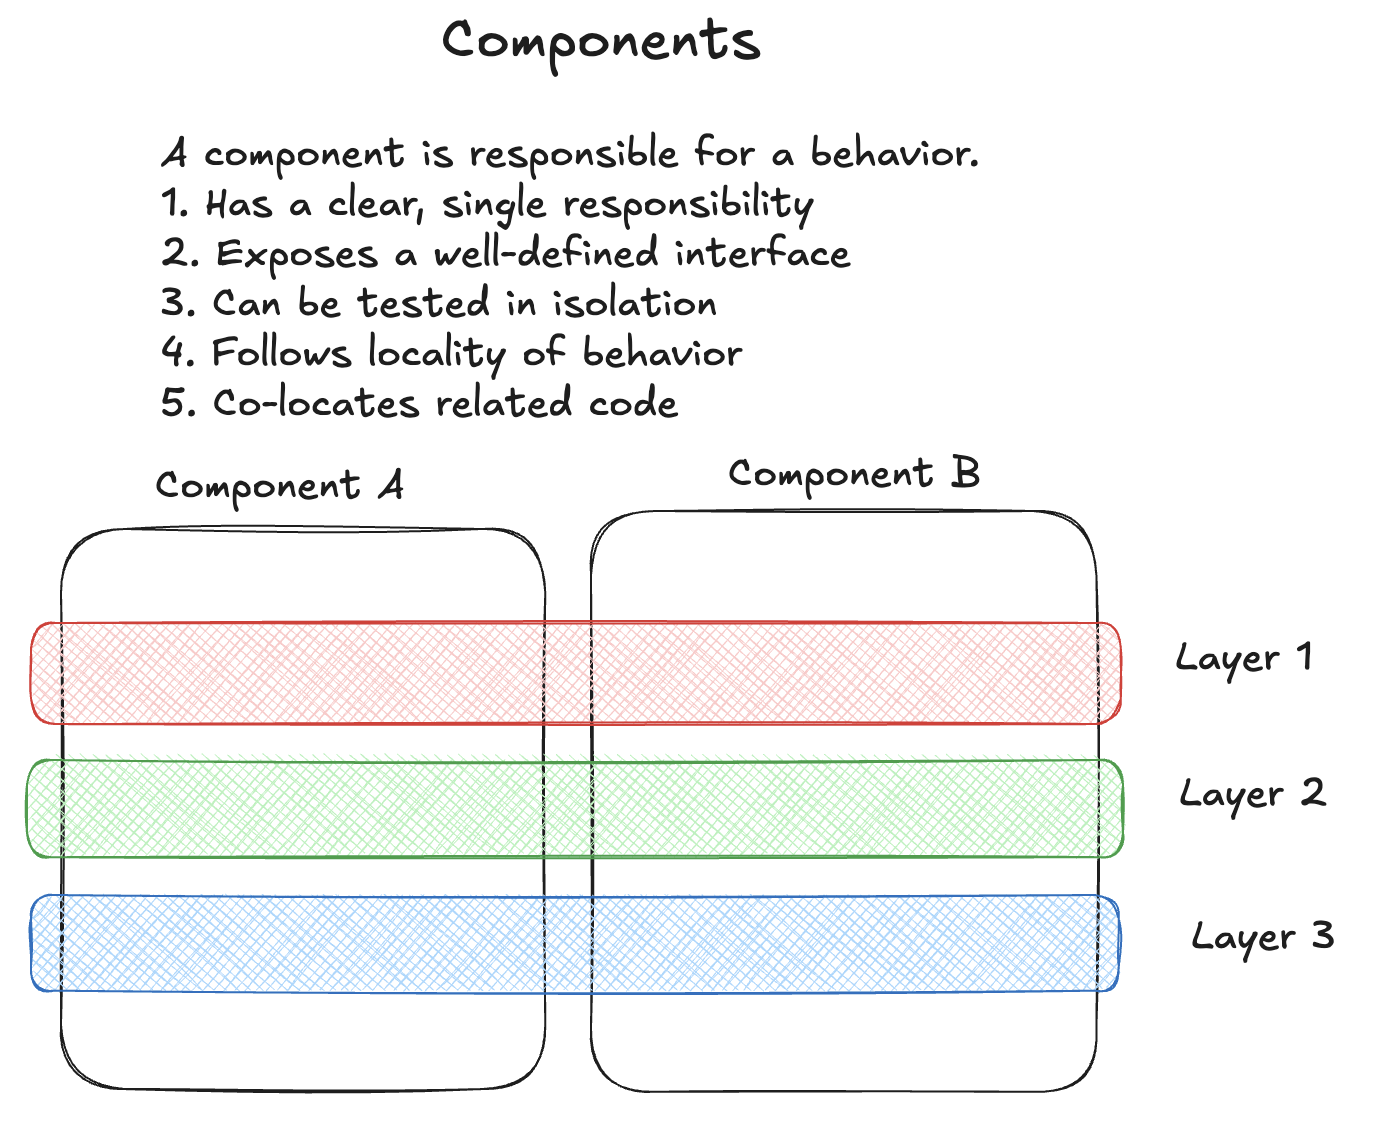 Components
A component is responsible for a behavior.
1. Has a clear, single responsibility
2. Exposes a well-defined interface
3. Can be tested in isolation
4. Follows locality of behavior
5. Co-locates related code
Component A
Component B
Layer 1
Layer 2
Layer 3